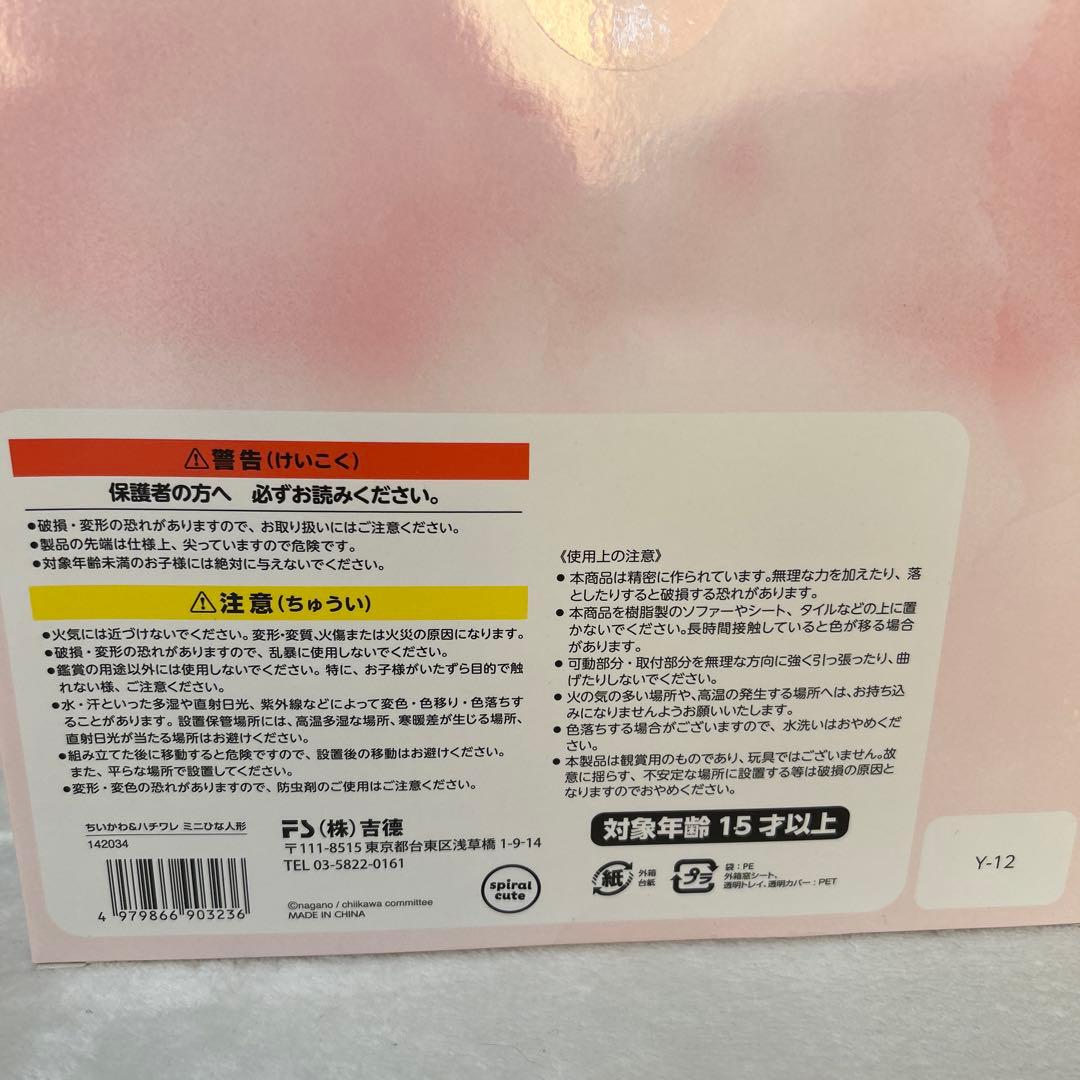 ⚠警告(けいこく)
保護者の方へ 必ずお読みください。
●破損・変形の恐れがありますので、お取り扱いにはご注意ください。
●製品の先端は仕様上、尖っていますので危険です。
●対象年齢未満のお子様には絶対に与えないでください。
⚠注意(ちゅうい)
●火気には近づけないでください。変形・変質、火傷または火災の原因になります。
●破損・変形の恐れがありますので、乱暴に使用しないでください。
●鑑賞の用途以外には使用しないでください。特に、お子様がいたずら目的で触
れない様、ご注意ください。
●水・汗といった多湿や直射日光、紫外線などによって変色・色移り・色落ちす
ることがあります。設置保管場所には、高温多湿な場所、寒暖差が生じる場所、
直射日光が当たる場所はお避けください。
●組み立てた後に移動すると危険ですので、設置後の移動はお避けください。
また、平らな場所で設置してください。
●変形・変色の恐れがありますので、防虫剤のご使用はご注意ください。
ちいかわ&ハチワレ ミニひな人形
142034
4 979866 903236
FS(株)吉德
〒111-8515 東京都台東区浅草橋 1-9-14
TEL 03-5822-0161
©nagano / chiikawa committee
MADE IN CHINA
spiral
cute
《使用上の注意》
●本商品は精密に作られています。無理な力を加えたり、落
としたりすると破損する恐れがあります。
●本商品を樹脂製のソファーやシート、タイルなどの上に置
かないでください。長時間接触していると色が移る場合
があります。
●可動部分・取付部分を無理な方向に強く引っ張ったり、曲
げたりしないでください。
●火の気の多い場所や、高温の発生する場所へは、お持ち込
みになりませんようお願いいたします。
●色落ちする場合がございますので、水洗いはおやめくだ
さい。
●本製品は観賞用のものであり、玩具ではございません。故
意に揺らす、不安定な場所に設置する等は破損の原因と
なりますのでおやめください。
対象年齢 15 才以上
紙
外箱
台紙
プラ
袋：PE
外箱窓シート、
透明トレイ、透明カバー：PET
Y-12